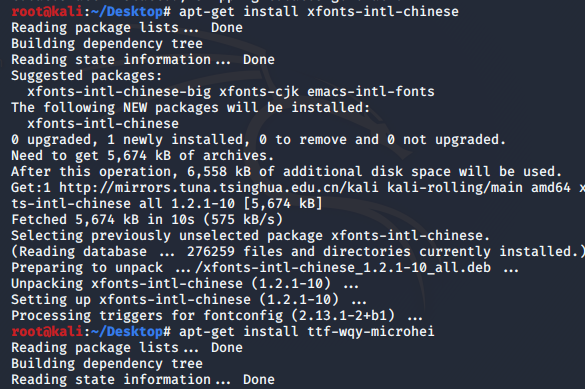 root@kali:~/Desktop# apt-get install xfonts-intl-chinese
Reading package lists... Done
Building dependency tree
Reading state information... Done
Suggested packages:
  xfonts-intl-chinese-big xfonts-cjk emacs-intl-fonts
The following NEW packages will be installed:
  xfonts-intl-chinese
0 upgraded, 1 newly installed, 0 to remove and 0 not upgraded.
Need to get 5,674 kB of archives.
After this operation, 6,558 kB of additional disk space will be used.
Get:1 http://mirrors.tuna.tsinghua.edu.cn/kali kali-rolling/main amd64 x
ts-intl-chinese all 1.2.1-10 [5,674 kB]
Fetched 5,674 kB in 10s (575 kB/s)
Selecting previously unselected package xfonts-intl-chinese.
(Reading database ... 276259 files and directories currently installed.)
Preparing to unpack .../xfonts-intl-chinese_1.2.1-10_all.deb ...
Unpacking xfonts-intl-chinese (1.2.1-10) ...
Setting up xfonts-intl-chinese (1.2.1-10) ...
Processing triggers for fontconfig (2.13.1-2+b1) ...
root@kali:~/Desktop# apt-get install ttf-wqy-microhei
Reading package lists... Done
Building dependency tree
Reading state information... Done